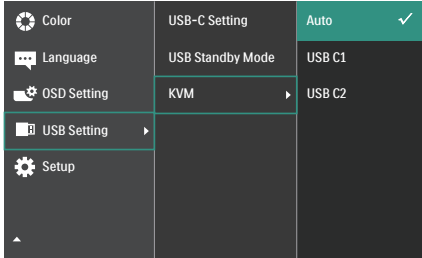 Color
Language
OSD Setting
USB Setting
Setup
USB-C Setting
USB Standby Mode
KVM
Auto
USB C1
USB C2